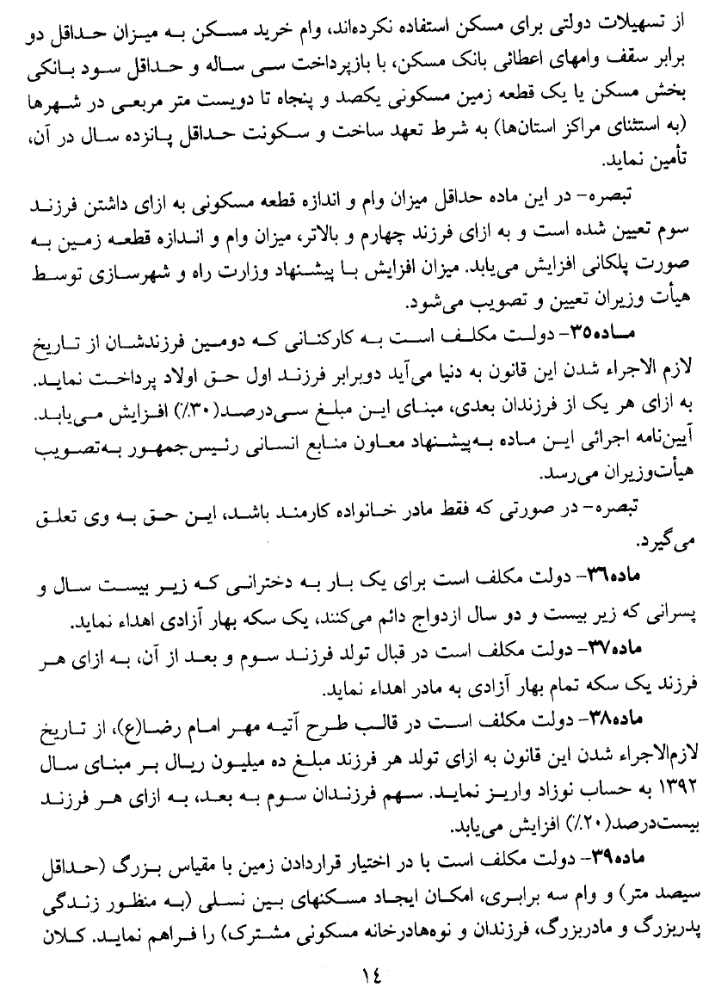 از تسهیلات دولتی برای مسکن استفاده نکرده‌اند، وام خرید مسکن به میزان حداقل دو
برابر سقف وامهای اعطائی بانک مسکن، با بازپرداخت سی ساله و حداقل سود بانکی
بخش مسکن یا یک قطعه زمین مسکونی یکصد و پنجاه تا دویست متر مربعی در شهرها
(به استثنای مراکز استان‌ها) به شرط تعهد ساخت و سکونت حداقل پانزده سال در آن،
تأمین نماید.
تبصره- در این ماده حداقل میزان وام و اندازه قطعه مسکونی به ازای داشتن فرزند
سوم تعیین شده است و به ازای فرزند چهارم و بالاتر، میزان وام و اندازه قطعه زمین به
صورت پلکانی افزایش می‌یابد. میزان افزایش با پیشنهاد وزارت راه و شهرسازی توسط
هیأت وزیران تعیین و تصویب می‌شود.
ماده۳۵- دولت مکلف است به کارکنانی که دومین فرزندشان از تاریخ
لازم الاجراء شدن این قانون به دنیا می‌آید دوبرابر فرزند اول حق اولاد پرداخت نماید.
به ازای هر یک از فرزندان بعدی، مبنای این مبلغ سی‌درصد(۳۰٪) افزایش می‌یابد.
آیین‌نامه اجرائی این ماده به‌پیشنهاد معاون منابع انسانی رئیس‌جمهور به‌تصویب
هیأت‌وزیران می‌رسد.
تبصره- در صورتی که فقط مادر خانواده کارمند باشد، این حق به وی تعلق
می‌گیرد.
ماده۳۶- دولت مکلف است برای یک بار به دخترانی که زیر بیست سال و
پسرانی که زیر بیست و دو سال ازدواج دائم می‌کنند، یک سکه بهار آزادی اهداء نماید.
ماده۳۷- دولت مکلف است در قبال تولد فرزند سوم و بعد از آن، به ازای هر
فرزند یک سکه تمام بهار آزادی به مادر اهداء نماید.
ماده۳۸- دولت مکلف است در قالب طرح آتیه مهر امام رضا(ع)، از تاریخ
لازم‌الاجراء شدن این قانون به ازای تولد هر فرزند مبلغ ده میلیون ریال بر مبنای سال
۱۳۹۲ به حساب نوزاد واریز نماید. سهم فرزندان سوم به بعد، به ازای هر فرزند
بیست‌درصد(۲۰٪) افزایش می‌یابد.
ماده۳۹- دولت مکلف است با در اختیار قراردادن زمین با مقیاس بزرگ (حداقل
سیصد متر) و وام سه برابری، امکان ایجاد مسکنهای بین نسلی (به منظور زندگی
پدربزرگ و مادربزرگ، فرزندان و نوه‌هادرخانه مسکونی مشترک) را فراهم نماید. کلان
۱٤